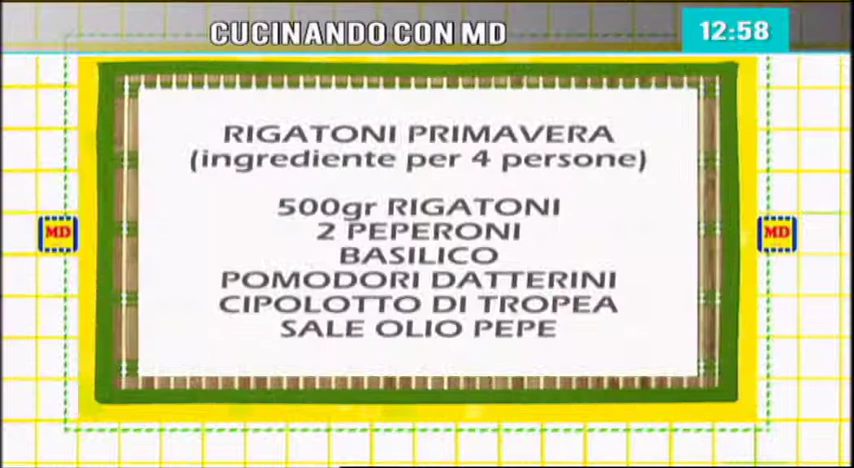 CUCINANDO CON MD
12:58
RIGATONI PRIMAVERA
(ingrediente per 4 persone)
500gr RIGATONI
2 PEPERONI
BASILICO
POMODORI DATTERINI
CIPOLOTTO DI TROPEA
SALE OLIO PEPE
MD
MD